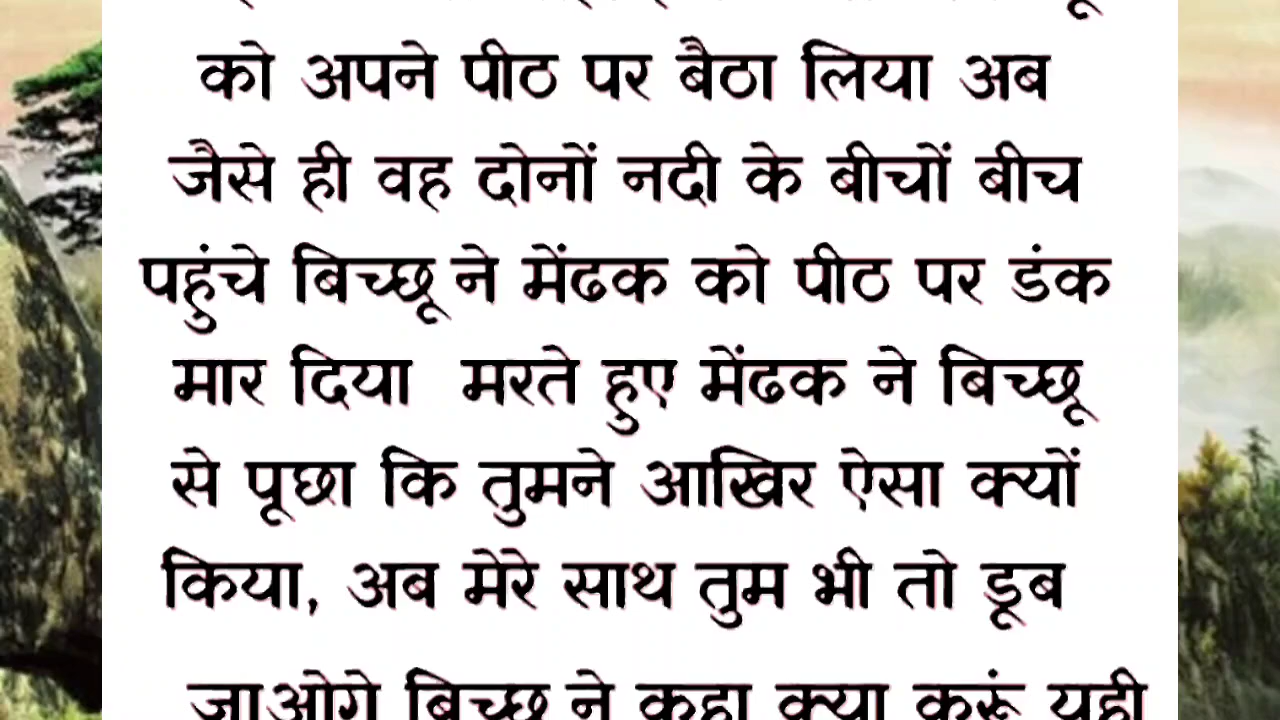 को अपने पीठ पर बैठा लिया अब
जैसे ही वह दोनों नदी के बीचों बीच
पहुंचे बिच्छू ने मेंढक को पीठ पर डंक
मार दिया मरते हुए मेंढक ने बिच्छू
से पूछा कि तुमने आखिर ऐसा क्यों
किया, अब मेरे साथ तुम भी तो डूब
जाओगे बिच्छू ने कहा क्या करूं यही